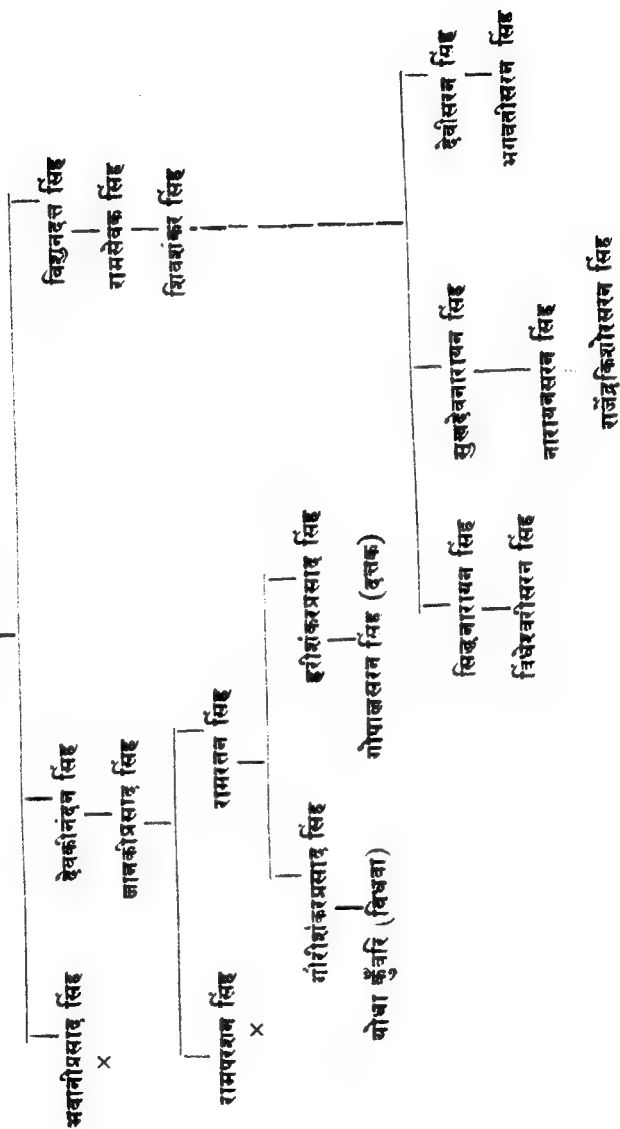 भवानीप्रसाद सिंह देवकीनंदन सिंह विशुनदत्त सिंह
× जानकीप्रसाद सिंह रामसेवक सिंह
शिवशंकर सिंह
रामपरशन सिंह रामरतन सिंह
×
गौरीशंकरप्रसाद सिंह हरीशंकरप्रसाद सिंह
योधा कुँवरि (विधवा) गोपालसरन सिंह (दत्तक)
सिद्धनारायन सिंह सुखदेवनारायन सिंह देवीसरन सिंह
विंधेश्वरीसरन सिंह नारायनसरन सिंह भगवतीसरन सिंह
राजेंद्रकिशोरसरन सिंह